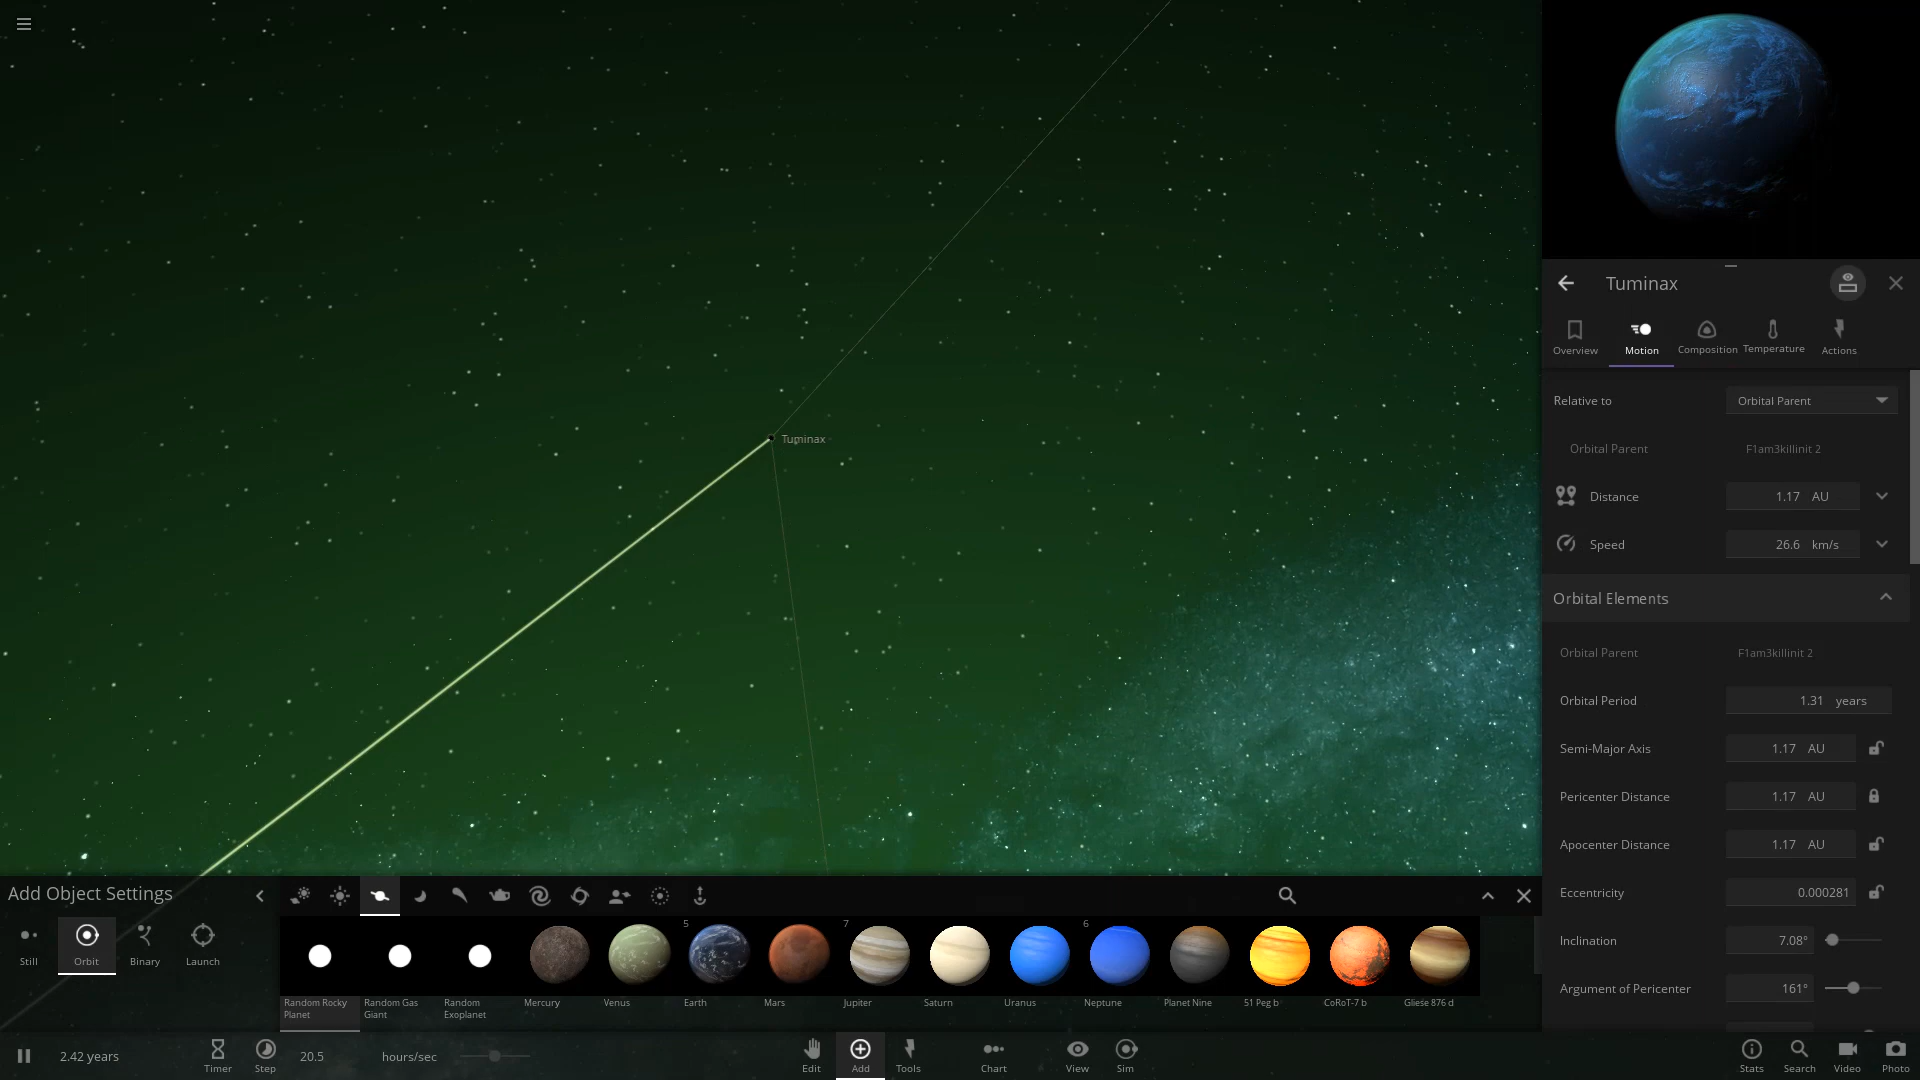 Tuminax
Tuminax
Overview
Motion
Composition
Temperature
Actions
Relative to
Orbital Parent
Orbital Parent
F1am3killinit 2
Distance
1.17 AU
Speed
26.6 km/s
Orbital Elements
Orbital Parent
F1am3killinit 2
Orbital Period
1.31 years
Semi-Major Axis
1.17 AU
Pericenter Distance
1.17 AU
Apocenter Distance
1.17 AU
Eccentricity
0.000281
Inclination
7.08°
Argument of Pericenter
161°
Add Object Settings
Still
Orbit
Binary
Launch
5
7
6
Random Rocky
Planet
Random Gas
Giant
Random
Exoplanet
Mercury
Venus
Earth
Mars
Jupiter
Saturn
Uranus
Neptune
Planet Nine
51 Peg b
CoRoT-7 b
Gliese 876 d
2.42 years
Timer
Step
20.5
hours/sec
Edit
Add
Tools
Chart
View
Sim
Stats
Search
Video
Photo